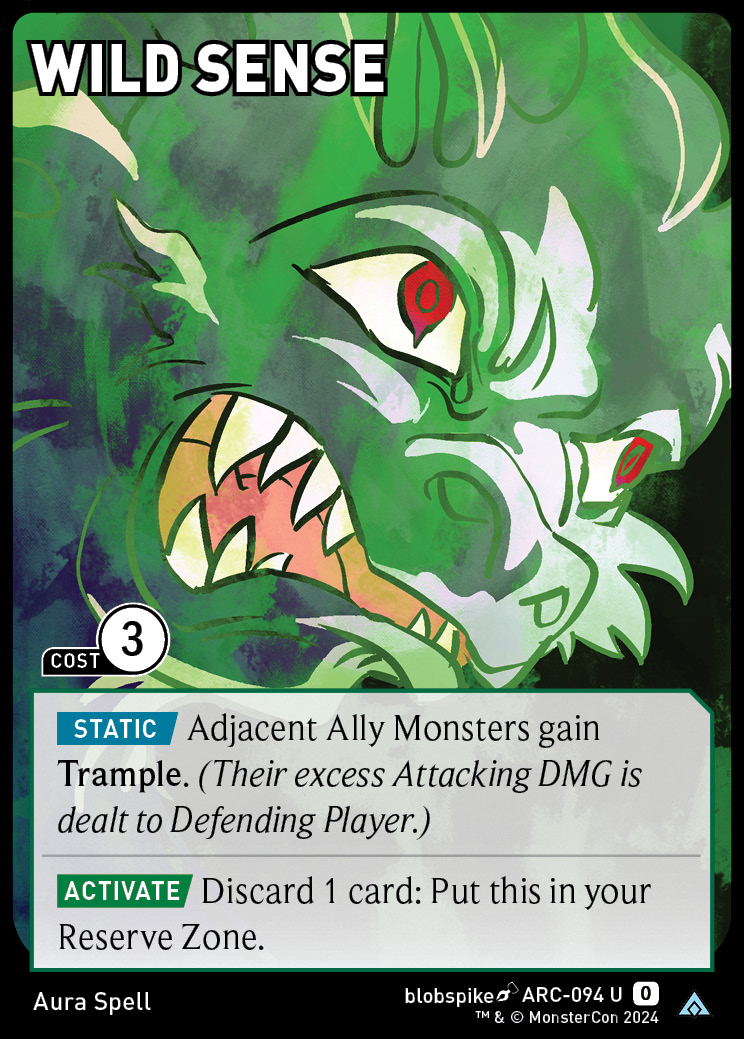 WILD SENSE
COST 3
STATIC Adjacent Ally Monsters gain
Trample. (Their excess Attacking DMG is
dealt to Defending Player.)
ACTIVATE Discard 1 card: Put this in your
Reserve Zone.
Aura Spell
blobspike ARC-094 U 0
™ & © MonsterCon 2024